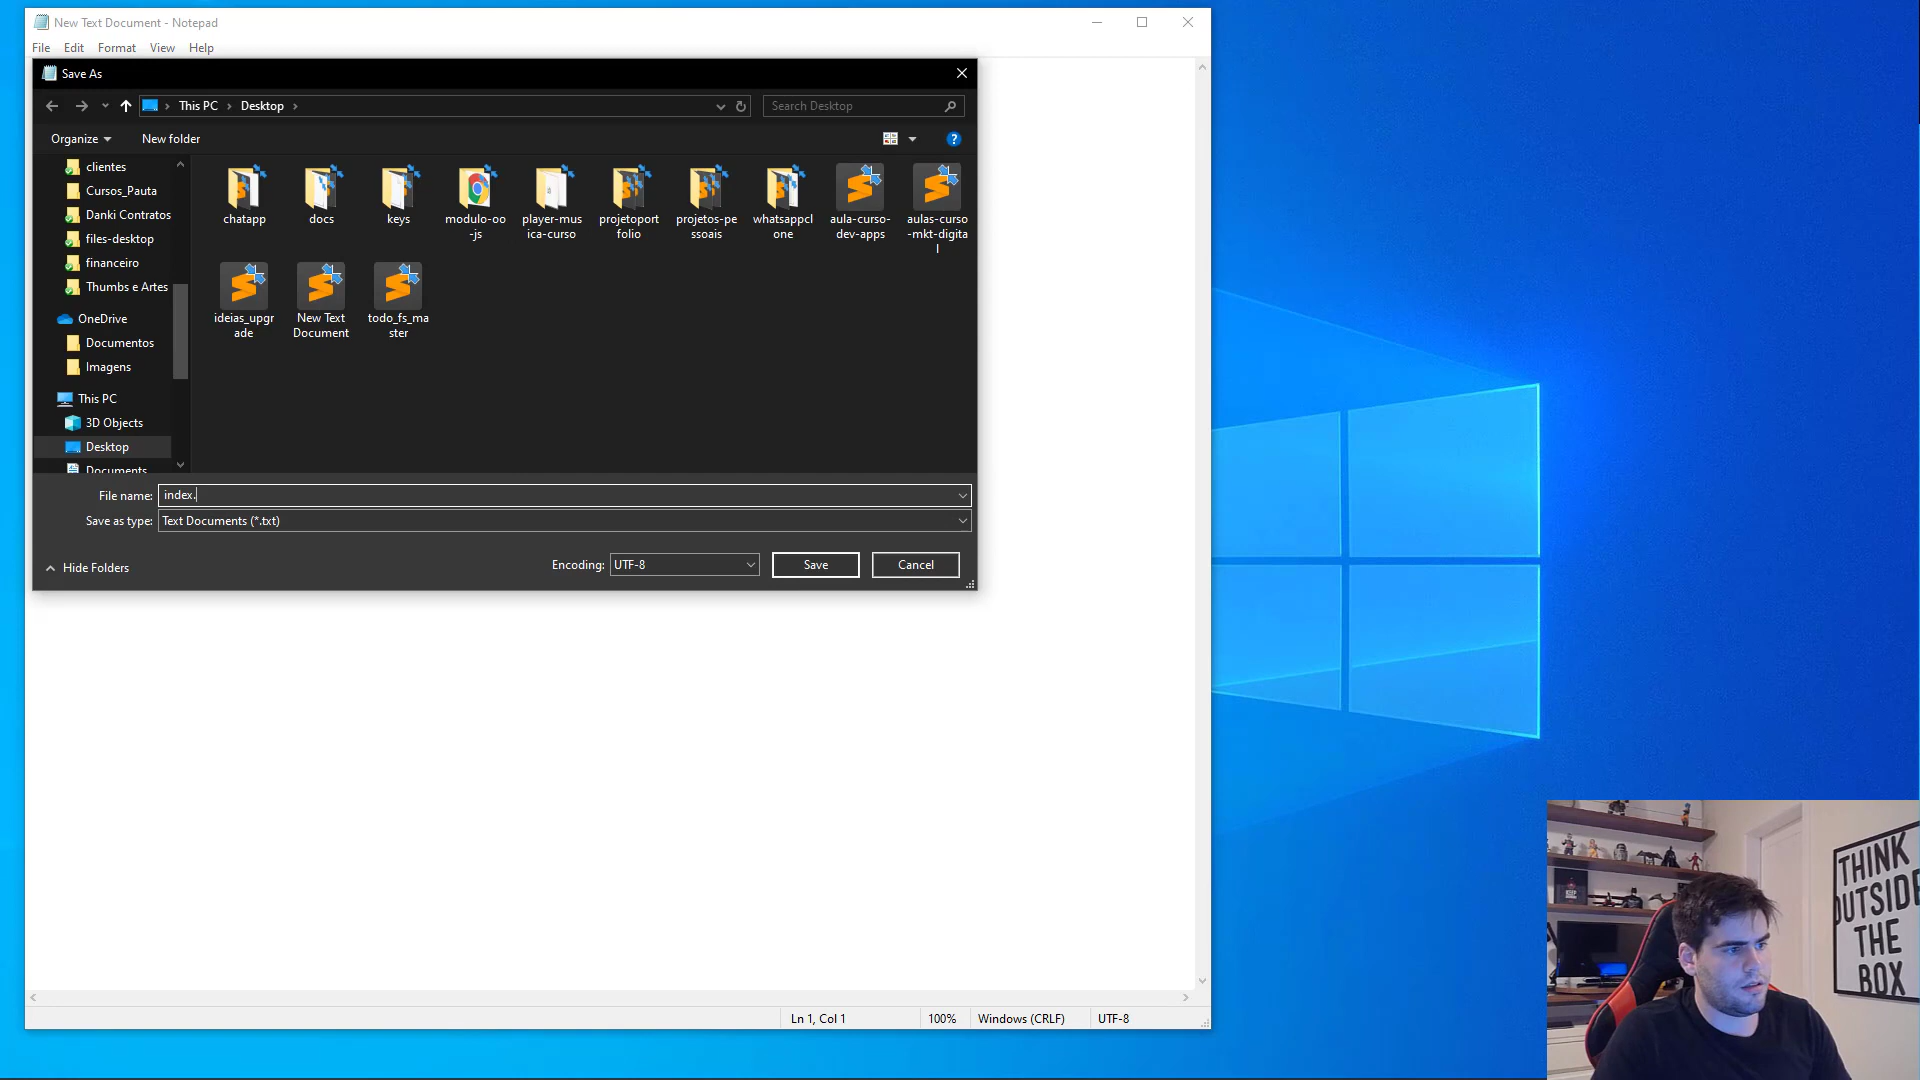 New Text Document - Notepad
File Edit Format View Help
Save As
This PC Desktop
Search Desktop
Organize New folder
clientes
Cursos_Pauta
Danki Contratos
files-desktop
financeiro
Thumbs e Artes
OneDrive
Documentos
Imagens
This PC
3D Objects
Desktop
Documents
chatapp
docs
keys
modulo-oo
-js
player-mus
ica-curso
projetoport
folio
projetos-pe
ssoais
whatsappcl
one
aula-curso-
dev-apps
aulas-curso
-mkt-digita
l
ideias_upgr
ade
New Text
Document
todo_fs_ma
ster
File name: index.
Save as type: Text Documents (*.txt)
Hide Folders
Encoding: UTF-8 Save Cancel
Ln 1, Col 1 100% Windows (CRLF) UTF-8
THINK
OUTSIDE
THE
BOX